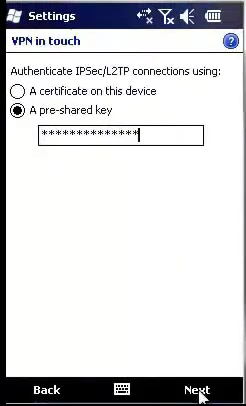 Settings
VPN in touch
Authenticate IPSec/L2TP connections using:
A certificate on this device
A pre-shared key
**************
Back Next